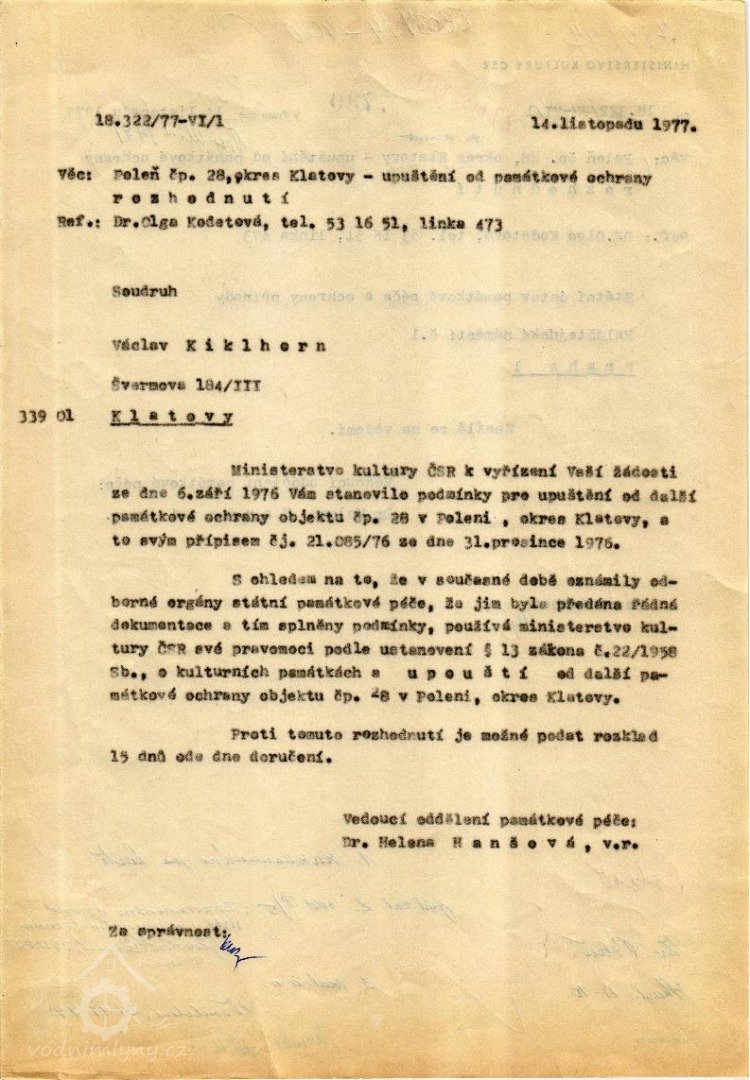 MINISTERSTVO KULTURY ČSR
18.322/77-VI/1 14.listopadu 1977.
Věc: Poleň čp. 28, okres Klatovy - upuštění od památkové ochrany
rozhodnutí
Ref.: Dr.Olga Kodetová, tel. 53 16 51, linka 473
Soudruh
Václav Kiklhorn
Švermova 184/III
339 01 Klatovy
Ministerstvo kultury ČSR k vyřízení Vaší žádosti
ze dne 6.září 1976 Vám stanovilo podmínky pro upuštění od další
památkové ochrany objektu čp. 28 v Poleni , okres Klatovy, a
to svým přípisem čj. 21.085/76 ze dne 31.prosince 1976.
S ohledem na to, že v současné době oznámily od-
borné orgány státní památkové péče, že jim byla předána řádná
dokumentace a tím splněny podmínky, používá ministerstvo kul-
tury ČSR své pravomoci podle ustanovení § 13 zákona č.22/1958
Sb., o kulturních památkách a upouští od další pa-
mátkové ochrany objektu čp. 28 v Poleni, okres Klatovy.
Proti tomuto rozhodnutí je možné podat rozklad
15 dnů ode dne doručení.
Vedoucí oddělení památkové péče:
Dr. Helena Hanšová, v.r.
Za správnost:
vodnimlyny.cz